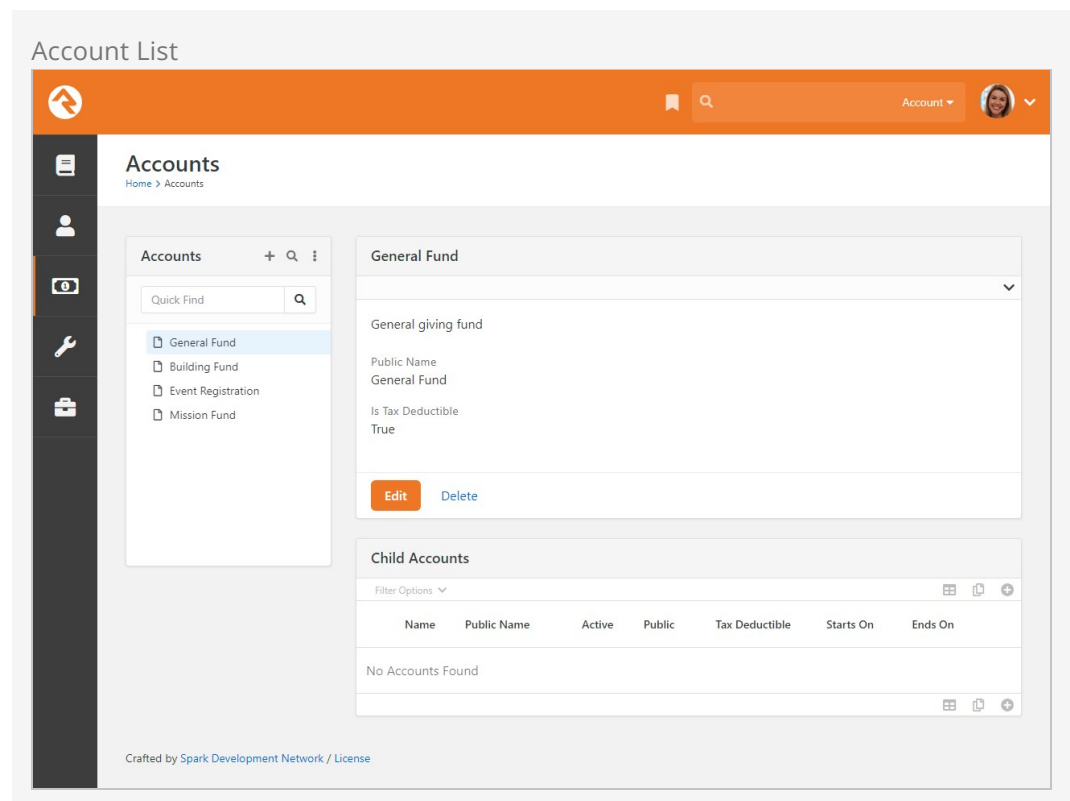 Account List
Account
Accounts
Home > Accounts
Accounts
Quick Find
General Fund
Building Fund
Event Registration
Mission Fund
General Fund
General giving fund
Public Name
General Fund
Is Tax Deductible
True
Edit Delete
Child Accounts
Filter Options
Name Public Name Active Public Tax Deductible Starts On Ends On
No Accounts Found
Crafted by Spark Development Network / License